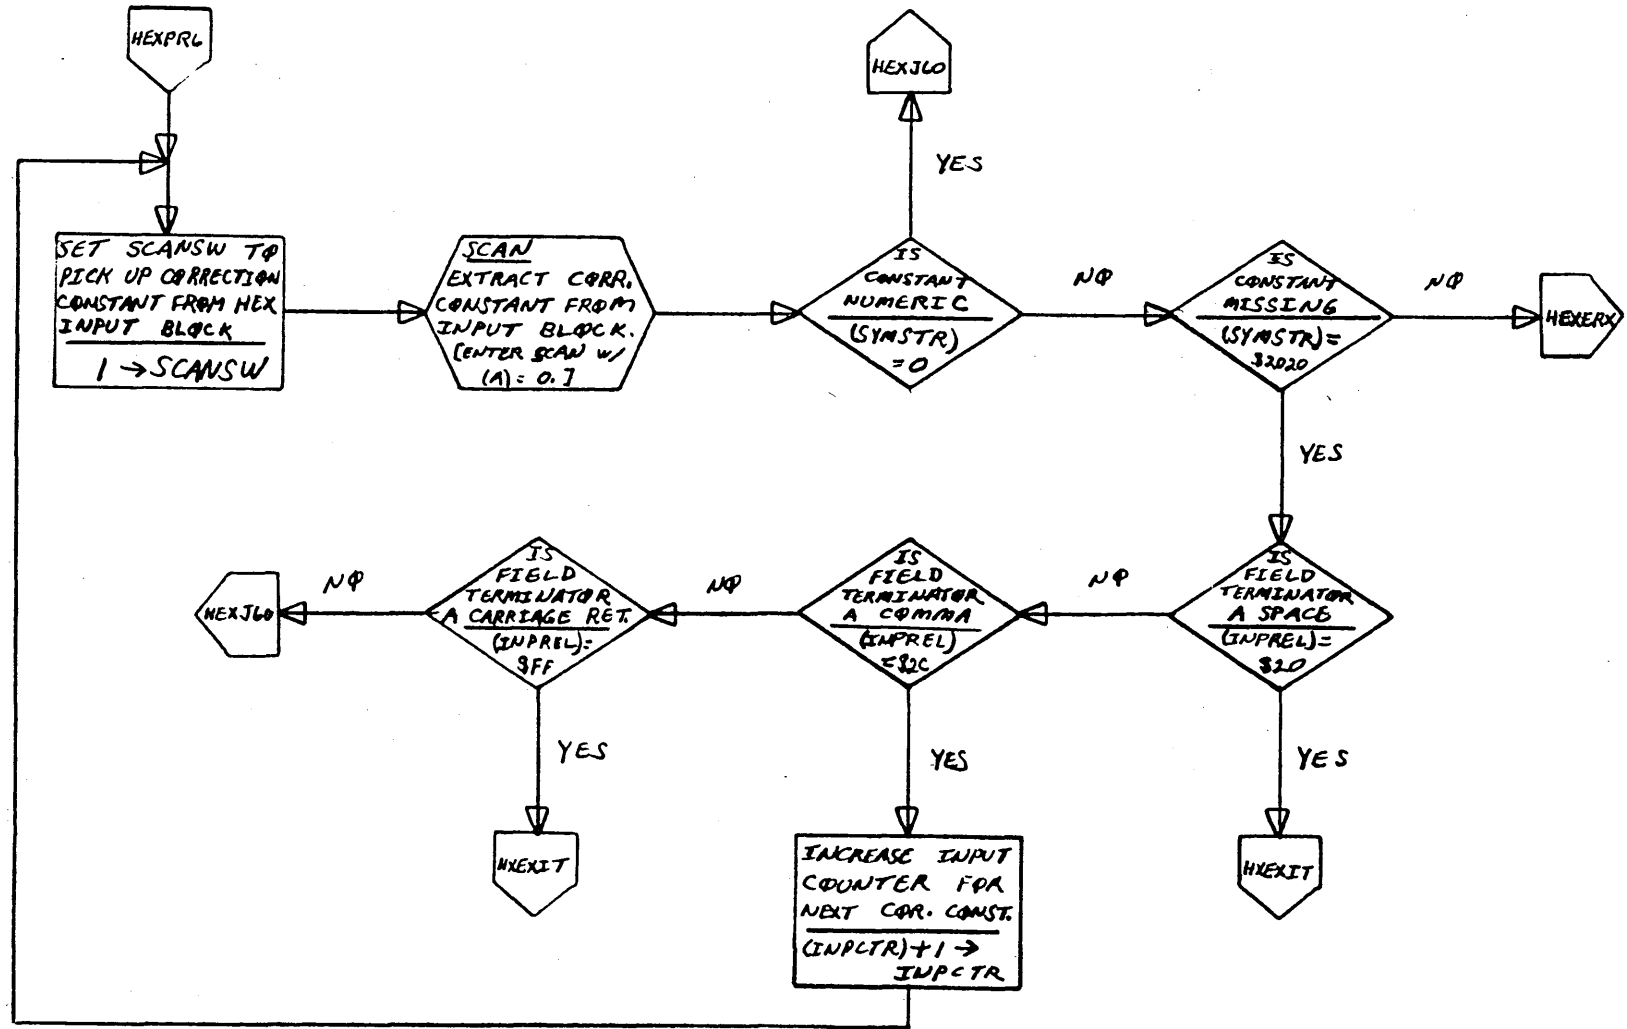 HEXPR6
HEXJ60
YES
SET SCANSW TO
PICK UP CORRECTION
CONSTANT FROM HEX
INPUT BLOCK
1 → SCANSW
SCAN
EXTRACT CORR.
CONSTANT FROM
INPUT BLOCK.
[ENTER SCAN W/
(A) = 0.]
IS
CONSTANT
NUMERIC
(SYMSTR)
= 0
NO
IS
CONSTANT
MISSING
(SYMSTR) =
$2020
NO
HEXERX
YES
IS
FIELD
TERMINATOR
A SPACE
(INPREL) =
$20
NO
IS
FIELD
TERMINATOR
A COMMA
(INPREL)
= $2C
NO
IS
FIELD
TERMINATOR
A CARRIAGE RET.
(INPREL) =
$FF
NO
HEXJ60
YES
YES
YES
HXEXIT
INCREASE INPUT
COUNTER FOR
NEXT COR. CONST.
(INPCTR) + 1 →
INPCTR
HXEXIT